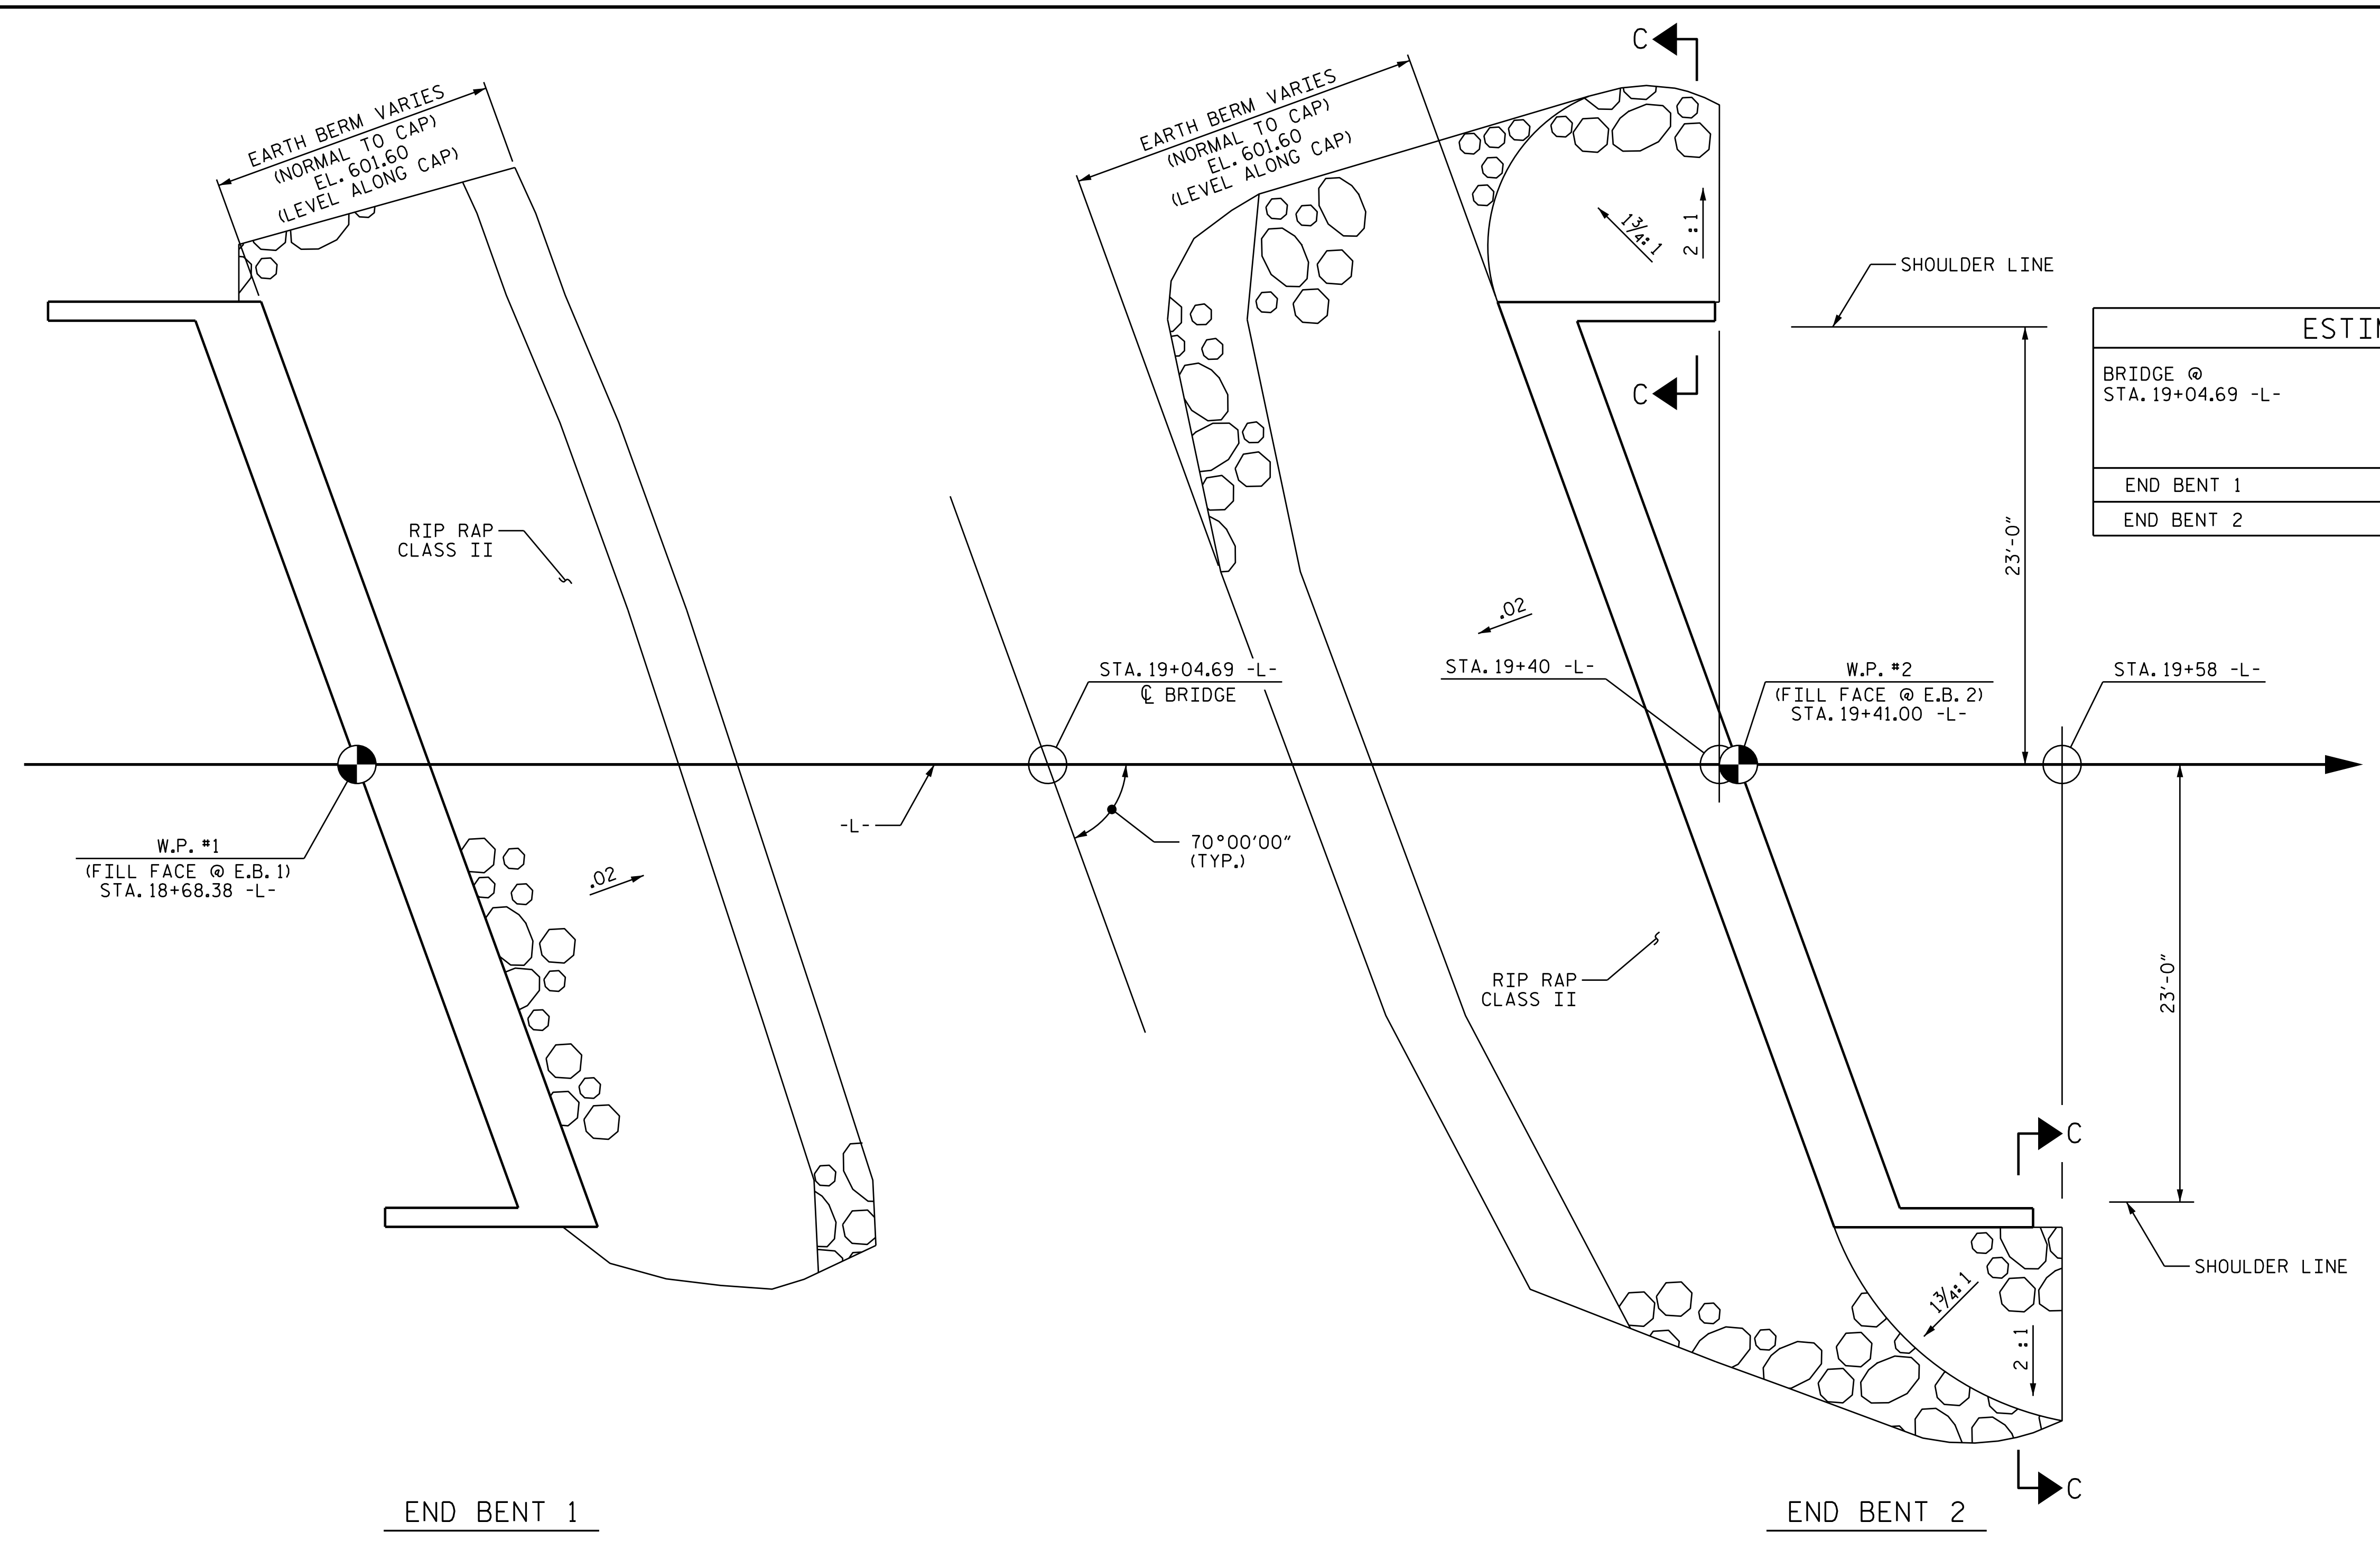 C
EARTH BERM VARIES
(NORMAL TO CAP)
EL. 601.60
(LEVEL ALONG CAP)
EARTH BERM VARIES
(NORMAL TO CAP)
EL. 601.60
(LEVEL ALONG CAP)
1¾:1
2:1
SHOULDER LINE
C
BRIDGE @
STA. 19+04.69 -L-
END BENT 1
END BENT 2
RIP RAP
CLASS II
23'-0"
.02
STA. 19+04.69 -L-
℄ BRIDGE
STA. 19+40 -L-
W.P. #2
(FILL FACE @ E.B. 2)
STA. 19+41.00 -L-
STA. 19+58 -L-
-L-
70°00'00"
(TYP.)
W.P. #1
(FILL FACE @ E.B. 1)
STA. 18+68.38 -L-
.02
RIP RAP
CLASS II
23'-0"
C
SHOULDER LINE
1¾:1
2:1
C
END BENT 1
END BENT 2